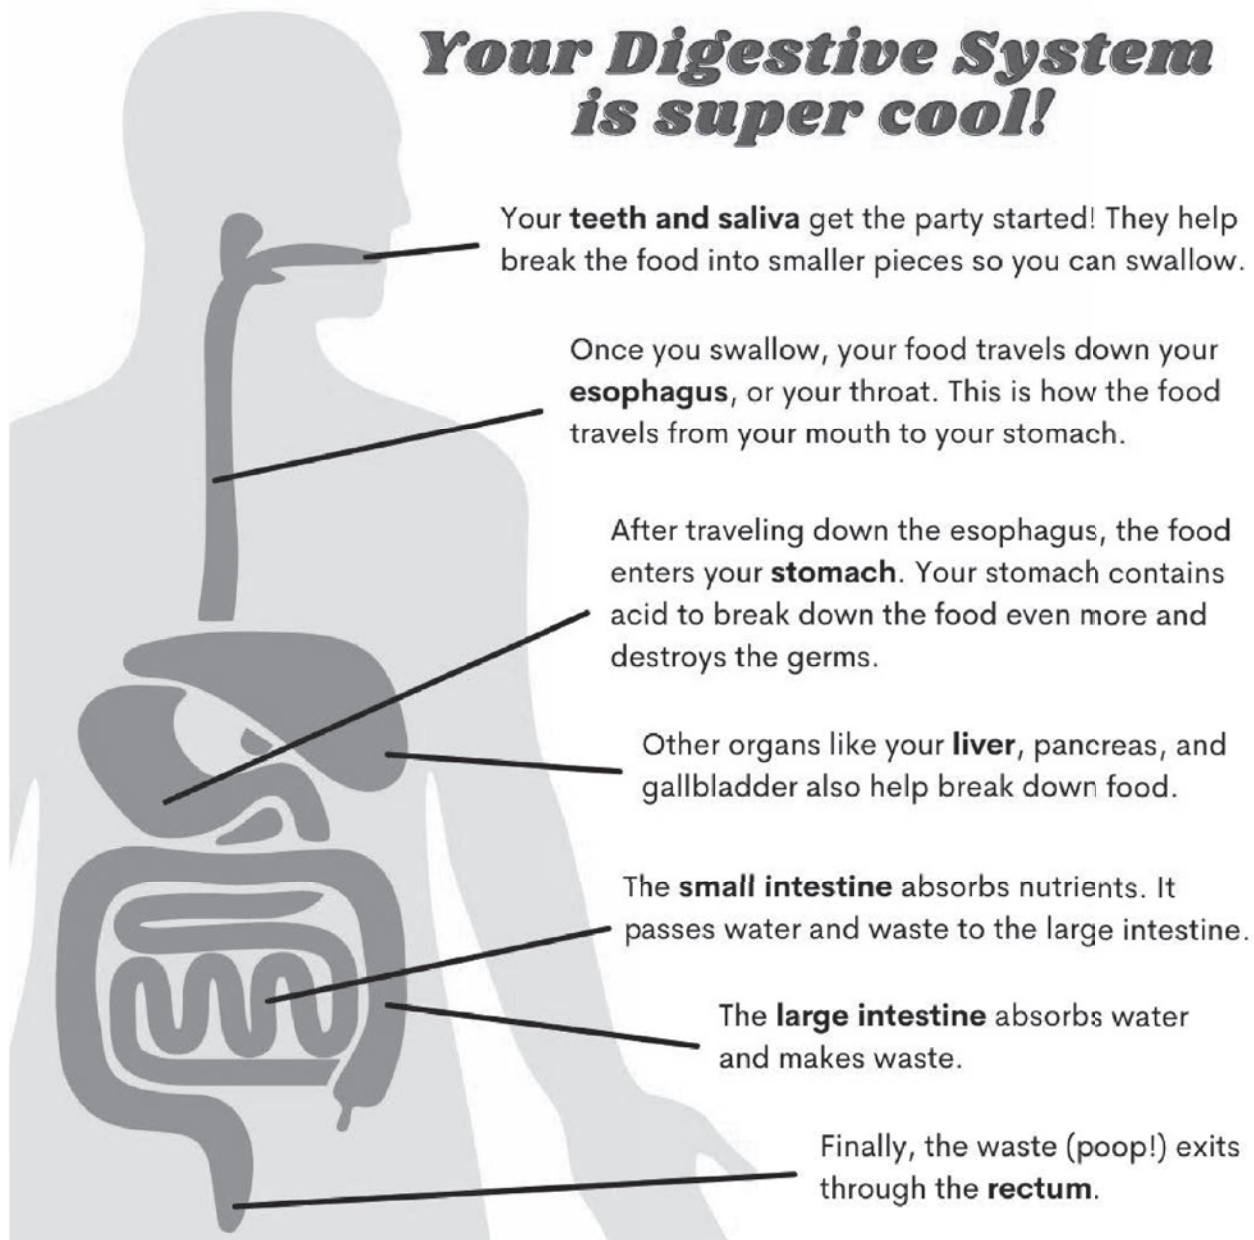 Your Digestive System
is super cool!
Your teeth and saliva get the party started! They help
break the food into smaller pieces so you can swallow.
Once you swallow, your food travels down your
esophagus, or your throat. This is how the food
travels from your mouth to your stomach.
After traveling down the esophagus, the food
enters your stomach. Your stomach contains
acid to break down the food even more and
destroys the germs.
Other organs like your liver, pancreas, and
gallbladder also help break down food.
The small intestine absorbs nutrients. It
passes water and waste to the large intestine.
The large intestine absorbs water
and makes waste.
Finally, the waste (poop!) exits
through the rectum.